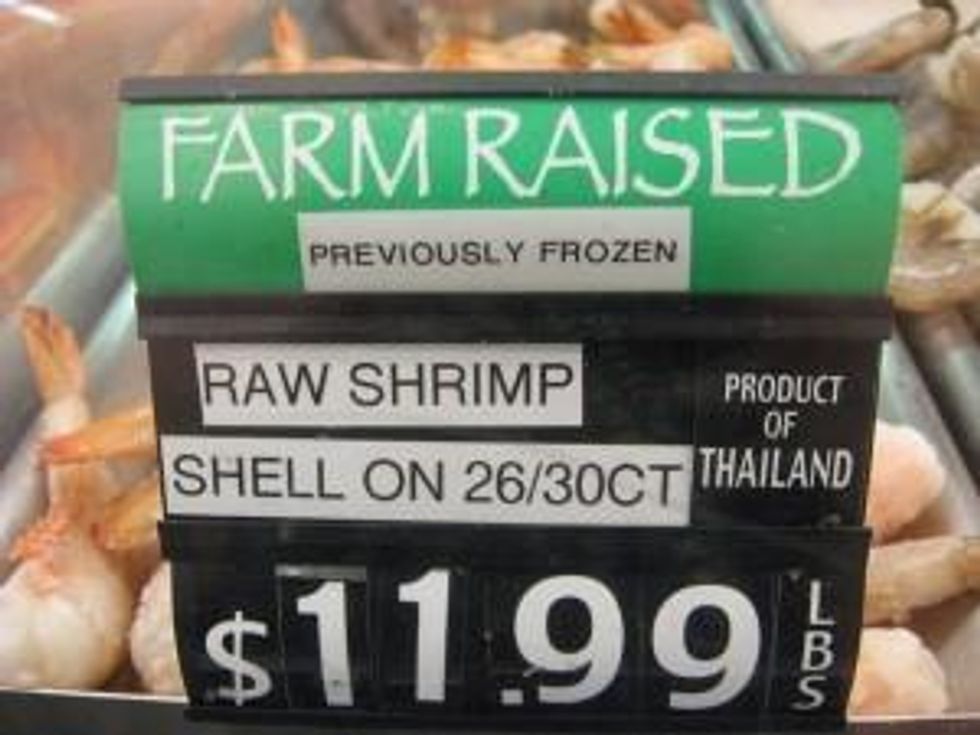 FARM RAISED
PREVIOUSLY FROZEN
RAW SHRIMP
SHELL ON 26/30CT
PRODUCT
OF
THAILAND
$11.99
LBS